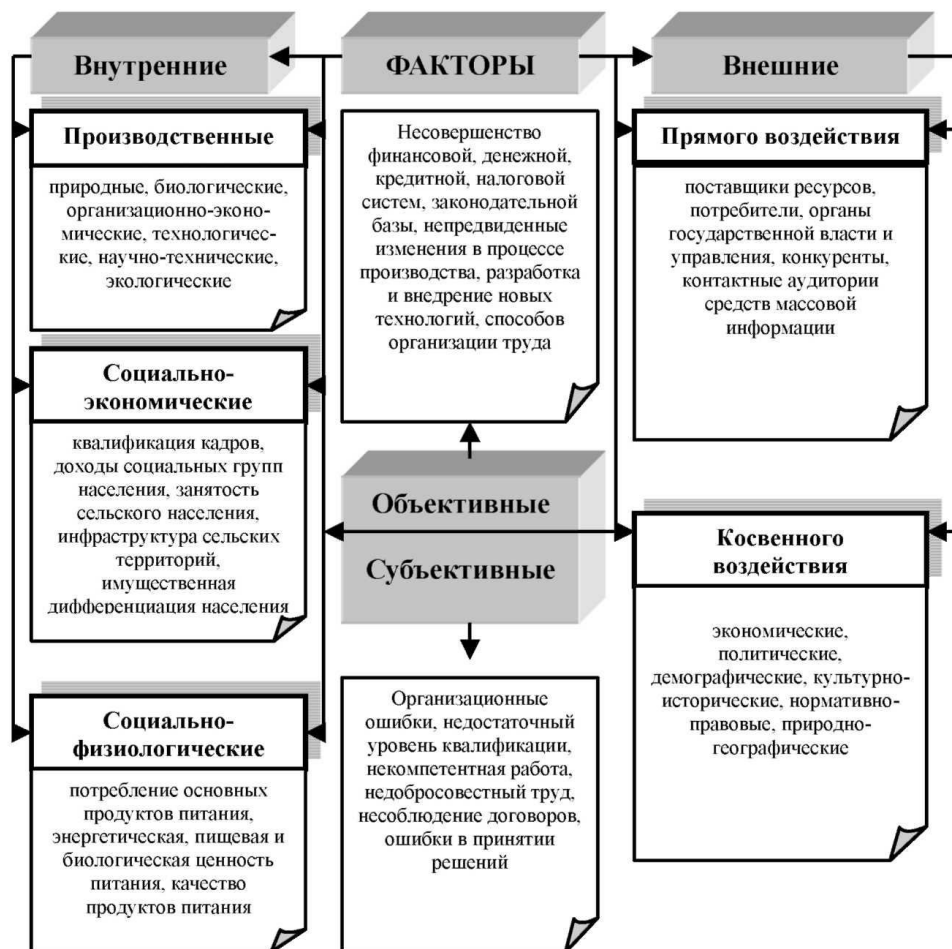 Внутренние
ФАКТОРЫ
Внешние
Производственные
природные, биологические,
организационно-эконо-
мические, технологичес-
кие, научно-технические,
экологические
Социально-
экономические
квалификация кадров,
доходы социальных групп
населения, занятость
сельского населения,
инфраструктура сельских
территорий,
имущественная
дифференциация населения
Социально-
физиологические
потребление основных
продуктов питания,
энергетическая, пищевая и
биологическая ценность
питания, качество
продуктов питания
Несовершенство
финансовой, денежной,
кредитной, налоговой
систем, законодательной
базы, непредвиденные
изменения в процессе
производства, разработка
и внедрение новых
технологий, способов
организации труда
Объективные
Субъективные
Организационные
ошибки, недостаточный
уровень квалификации,
некомпетентная работа,
недобросовестный труд,
несоблюдение договоров,
ошибки в принятии
решений
Прямого воздействия
поставщики ресурсов,
потребители, органы
государственной власти и
управления, конкуренты,
контактные аудитории
средств массовой
информации
Косвенного
воздействия
экономические,
политические,
демографические, культурно-
исторические, нормативно-
правовые, природно-
географические